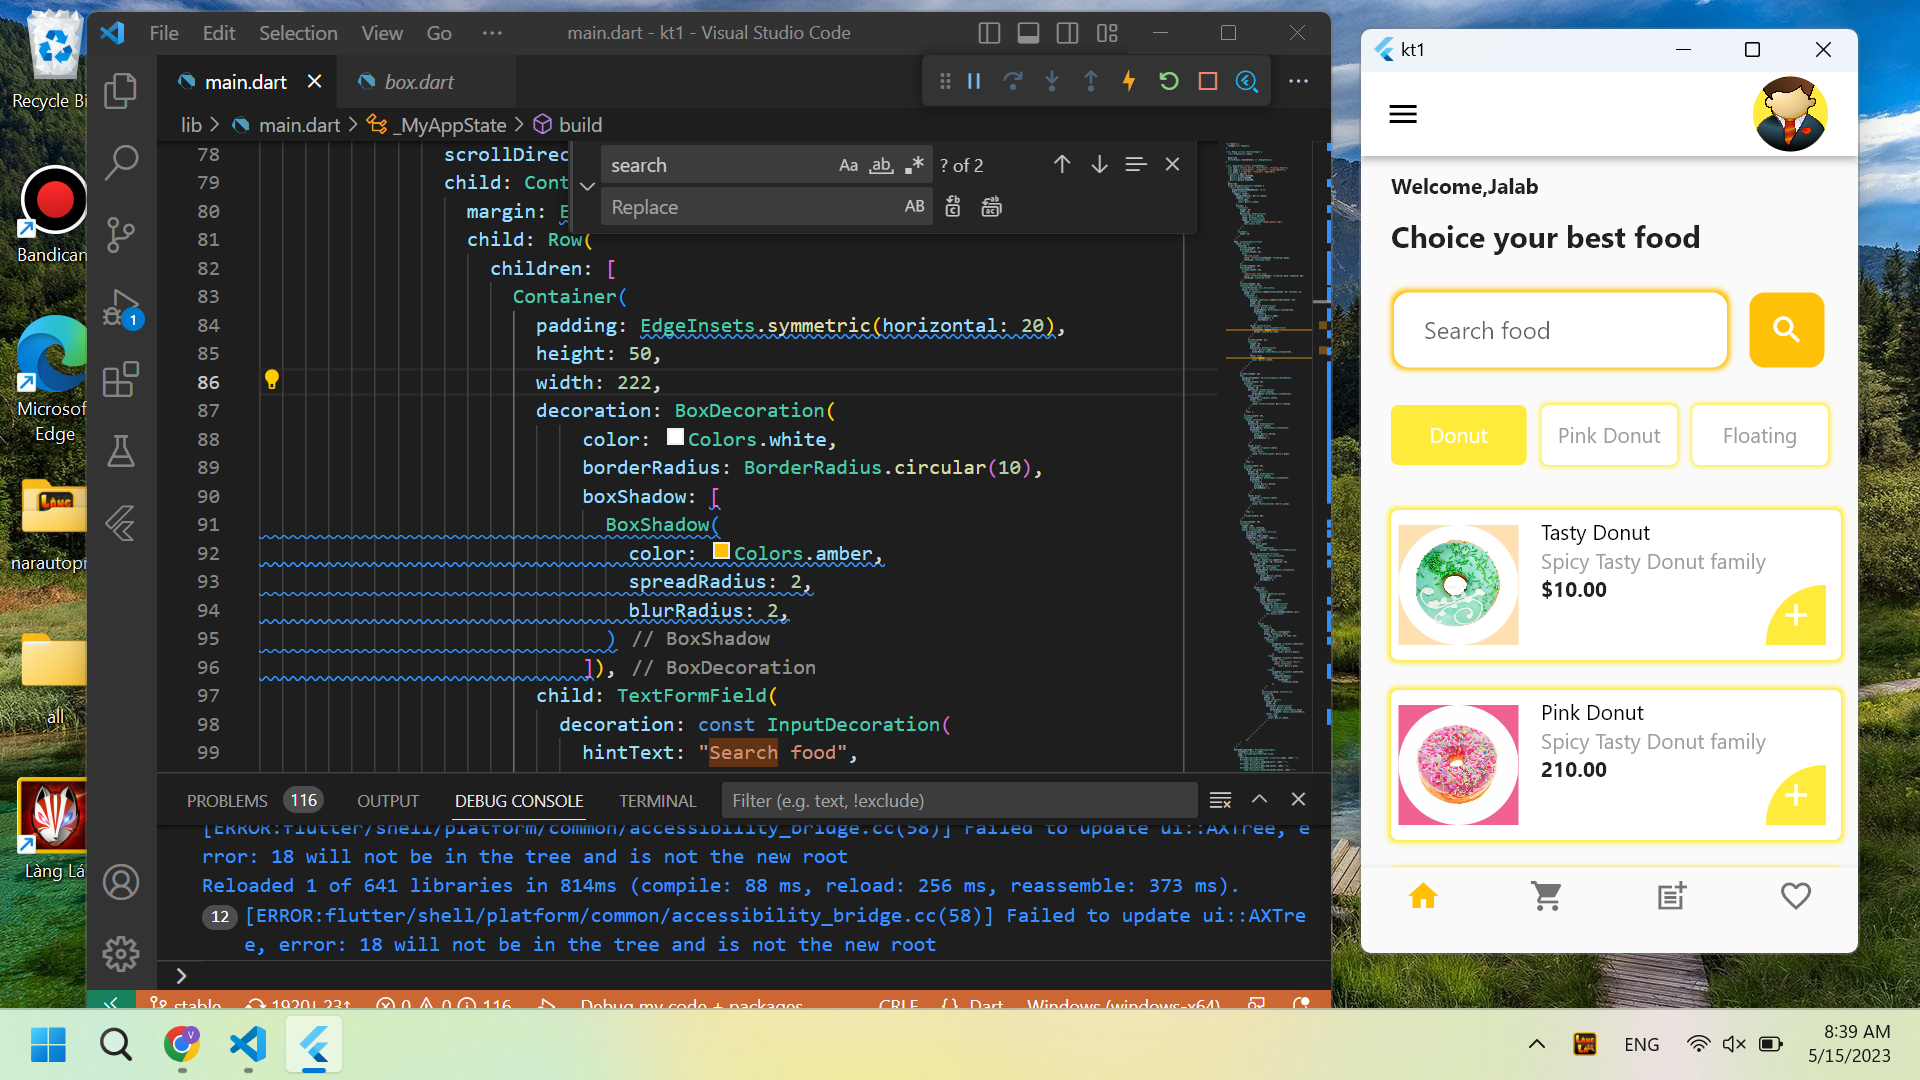 Recycle Bi
Bandican
Microsof
Edge
narautopr
all
Làng Lá
File Edit Selection View Go ··· main.dart - kt1 - Visual Studio Code
main.dart box.dart
lib > main.dart > _MyAppState > build
search Aa ab .* ? of 2
Replace AB
78 scrollDirec
79 child: Cont
80 margin: E
81 child: Row(
82 children: [
83 Container(
84 padding: EdgeInsets.symmetric(horizontal: 20),
85 height: 50,
86 width: 222,
87 decoration: BoxDecoration(
88 color: Colors.white,
89 borderRadius: BorderRadius.circular(10),
90 boxShadow: [
91 BoxShadow(
92 color: Colors.amber,
93 spreadRadius: 2,
94 blurRadius: 2,
95 ) // BoxShadow
96 ]), // BoxDecoration
97 child: TextFormField(
98 decoration: const InputDecoration(
99 hintText: "Search food",
1
PROBLEMS 116 OUTPUT DEBUG CONSOLE TERMINAL Filter (e.g. text, !exclude)
[ERROR:flutter/shell/platform/common/accessibility_bridge.cc(58)] Failed to update ui::AXTree, e
rror: 18 will not be in the tree and is not the new root
Reloaded 1 of 641 libraries in 814ms (compile: 88 ms, reload: 256 ms, reassemble: 373 ms).
12 [ERROR:flutter/shell/platform/common/accessibility_bridge.cc(58)] Failed to update ui::AXTre
e, error: 18 will not be in the tree and is not the new root
>
stable 1920↓ 23↑ 0 0 116 Debug my code + packages CRLF {} Dart Windows (windows-x64)
kt1
Welcome,Jalab
Choice your best food
Search food
Donut Pink Donut Floating
Tasty Donut
Spicy Tasty Donut family
$10.00
Pink Donut
Spicy Tasty Donut family
210.00
ENG
8:39 AM
5/15/2023